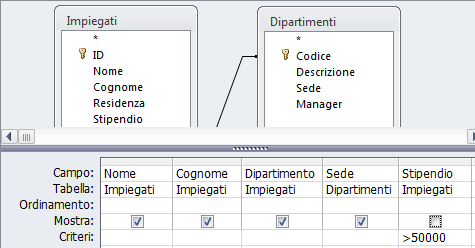 Impiegati
*
ID
Nome
Cognome
Residenza
Stipendio
Dipartimenti
*
Codice
Descrizione
Sede
Manager
Campo: Nome Cognome Dipartimento Sede Stipendio
Tabella: Impiegati Impiegati Impiegati Dipartimenti Impiegati
Ordinamento:
Mostra:
Criteri: >50000